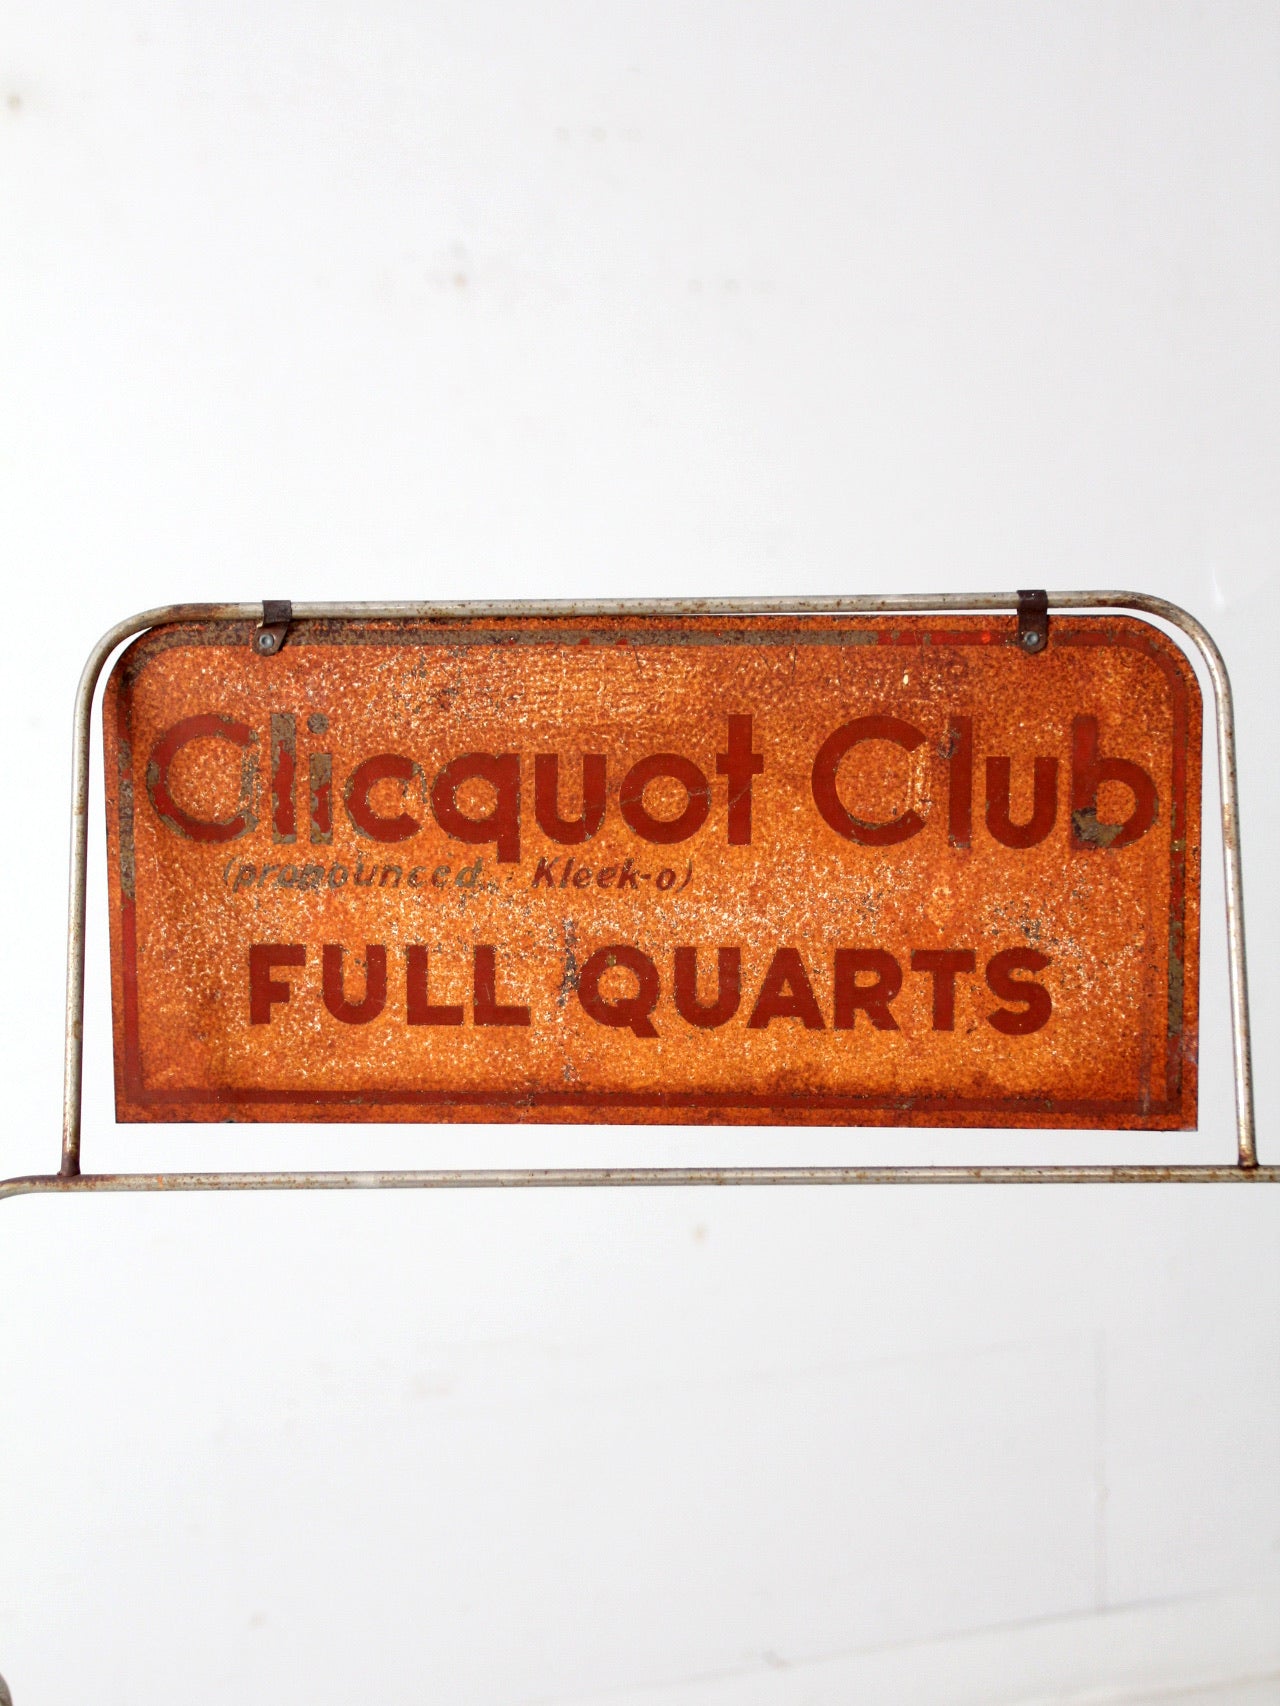 Clicquot Club
(pronounced Kleek-o)
FULL QUARTS